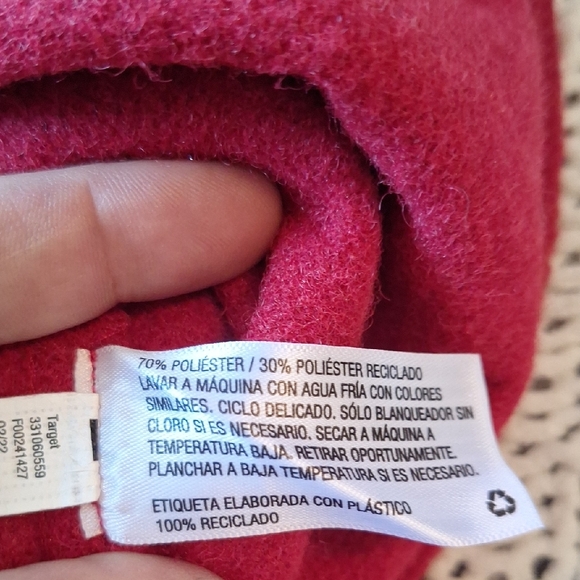 70% POLIÉSTER / 30% POLIÉSTER RECICLADO
LAVAR A MÁQUINA CON AGUA FRÍA CON COLORES
SIMILARES. CICLO DELICADO. SÓLO BLANQUEADOR SIN
CLORO SI ES NECESARIO. SECAR A MÁQUINA A
TEMPERATURA BAJA. RETIRAR OPORTUNAMENTE.
PLANCHAR A BAJA TEMPERATURA SI ES NECESARIO.
ETIQUETA ELABORADA CON PLÁSTICO
100% RECICLADO
Target
331060559
F00241427
02/22